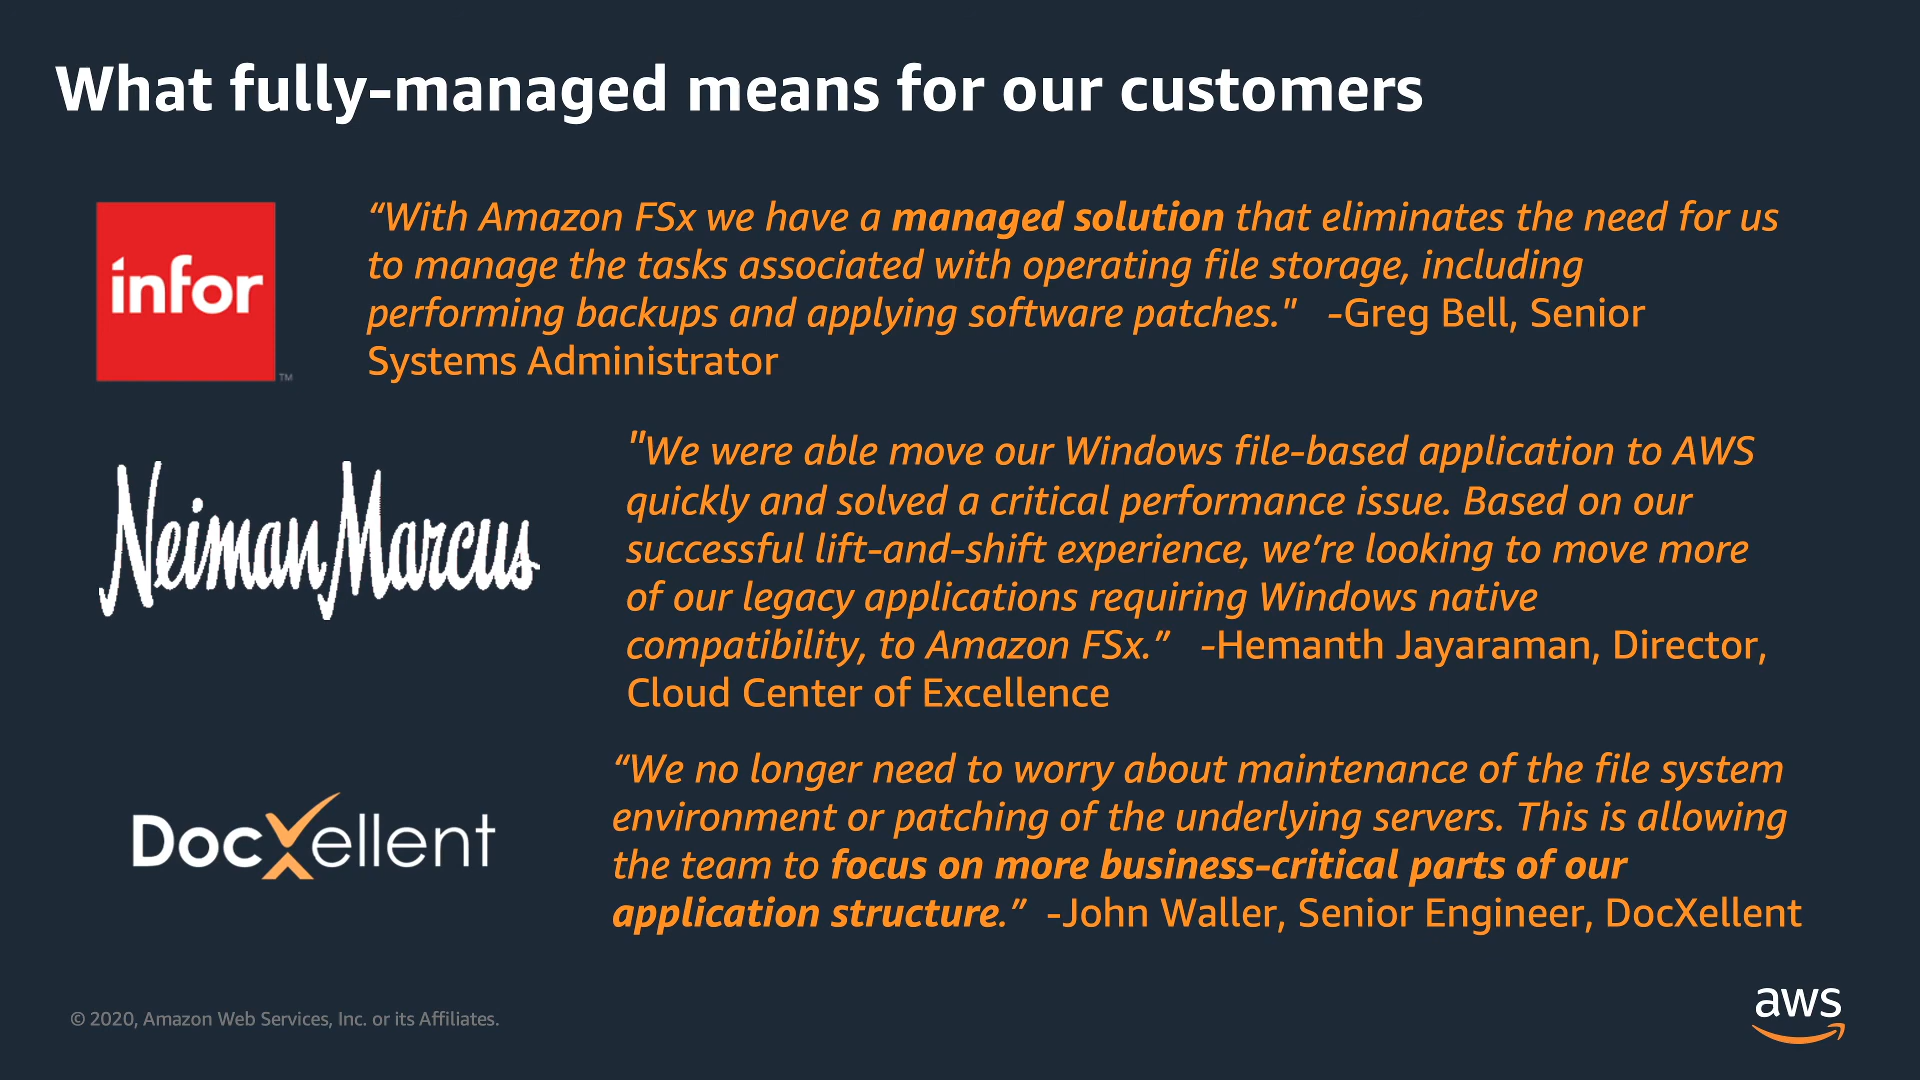 What fully-managed means for our customers
infor
TM
“With Amazon FSx we have a managed solution that eliminates the need for us
to manage the tasks associated with operating file storage, including
performing backups and applying software patches."   -Greg Bell, Senior
Systems Administrator
Neiman Marcus
"We were able move our Windows file-based application to AWS
quickly and solved a critical performance issue. Based on our
successful lift-and-shift experience, we’re looking to move more
of our legacy applications requiring Windows native
compatibility, to Amazon FSx.”   -Hemanth Jayaraman, Director,
Cloud Center of Excellence
DocXellent
“We no longer need to worry about maintenance of the file system
environment or patching of the underlying servers. This is allowing
the team to focus on more business-critical parts of our
application structure.”  -John Waller, Senior Engineer, DocXellent
© 2020, Amazon Web Services, Inc. or its Affiliates.
aws